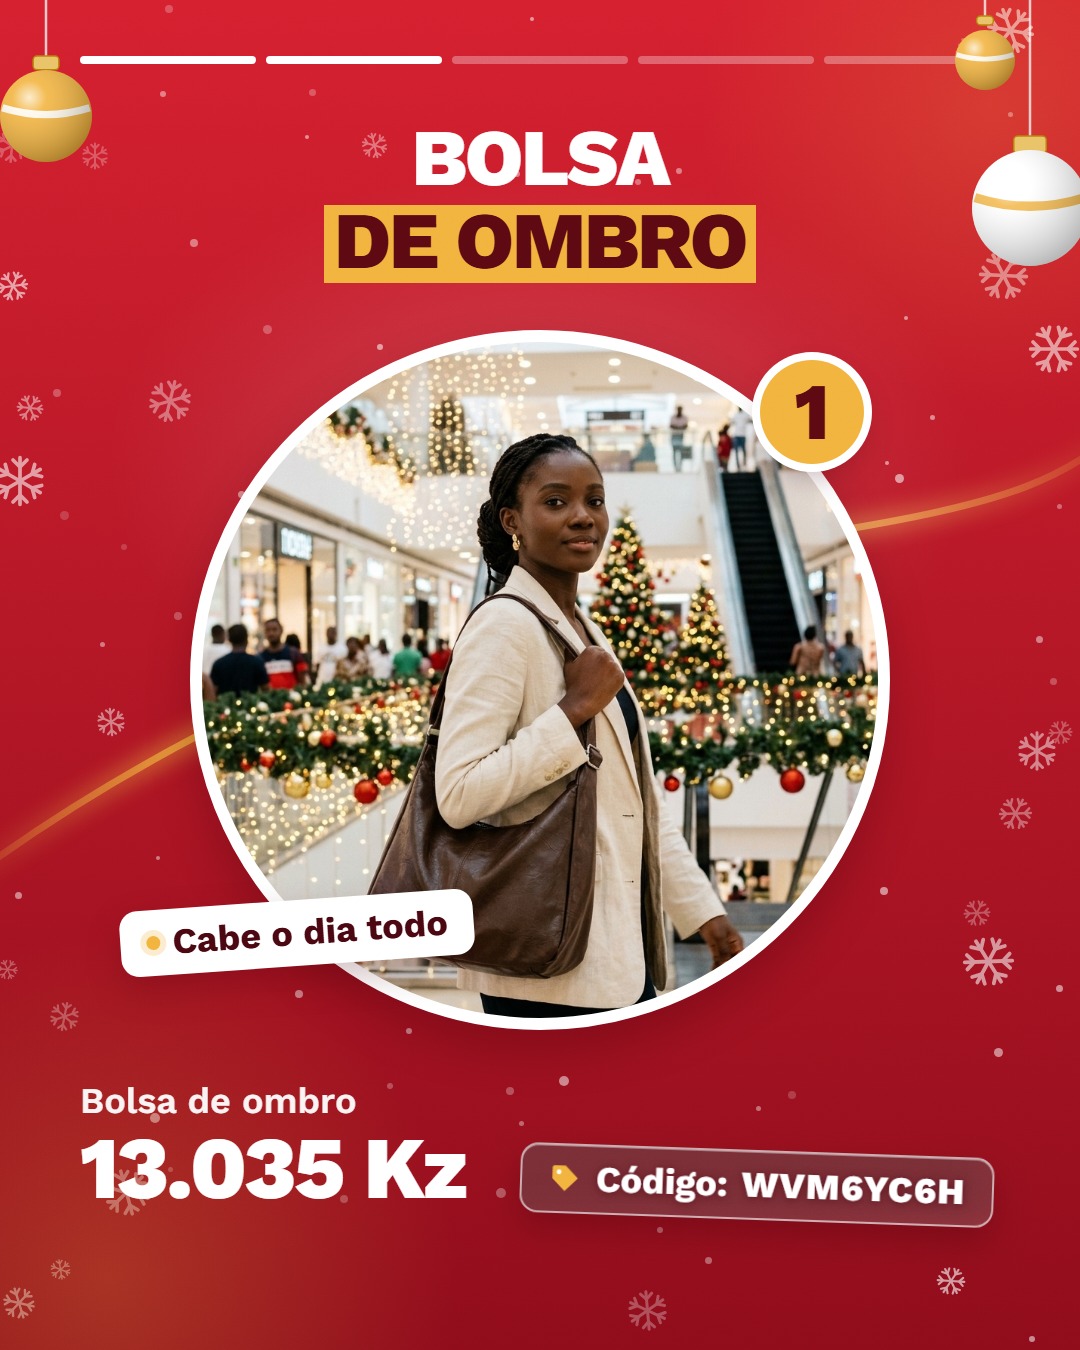 BOLSA
DE OMBRO
1
Cabe o dia todo
Bolsa de ombro
13.035 Kz
Código: WVM6YC6H